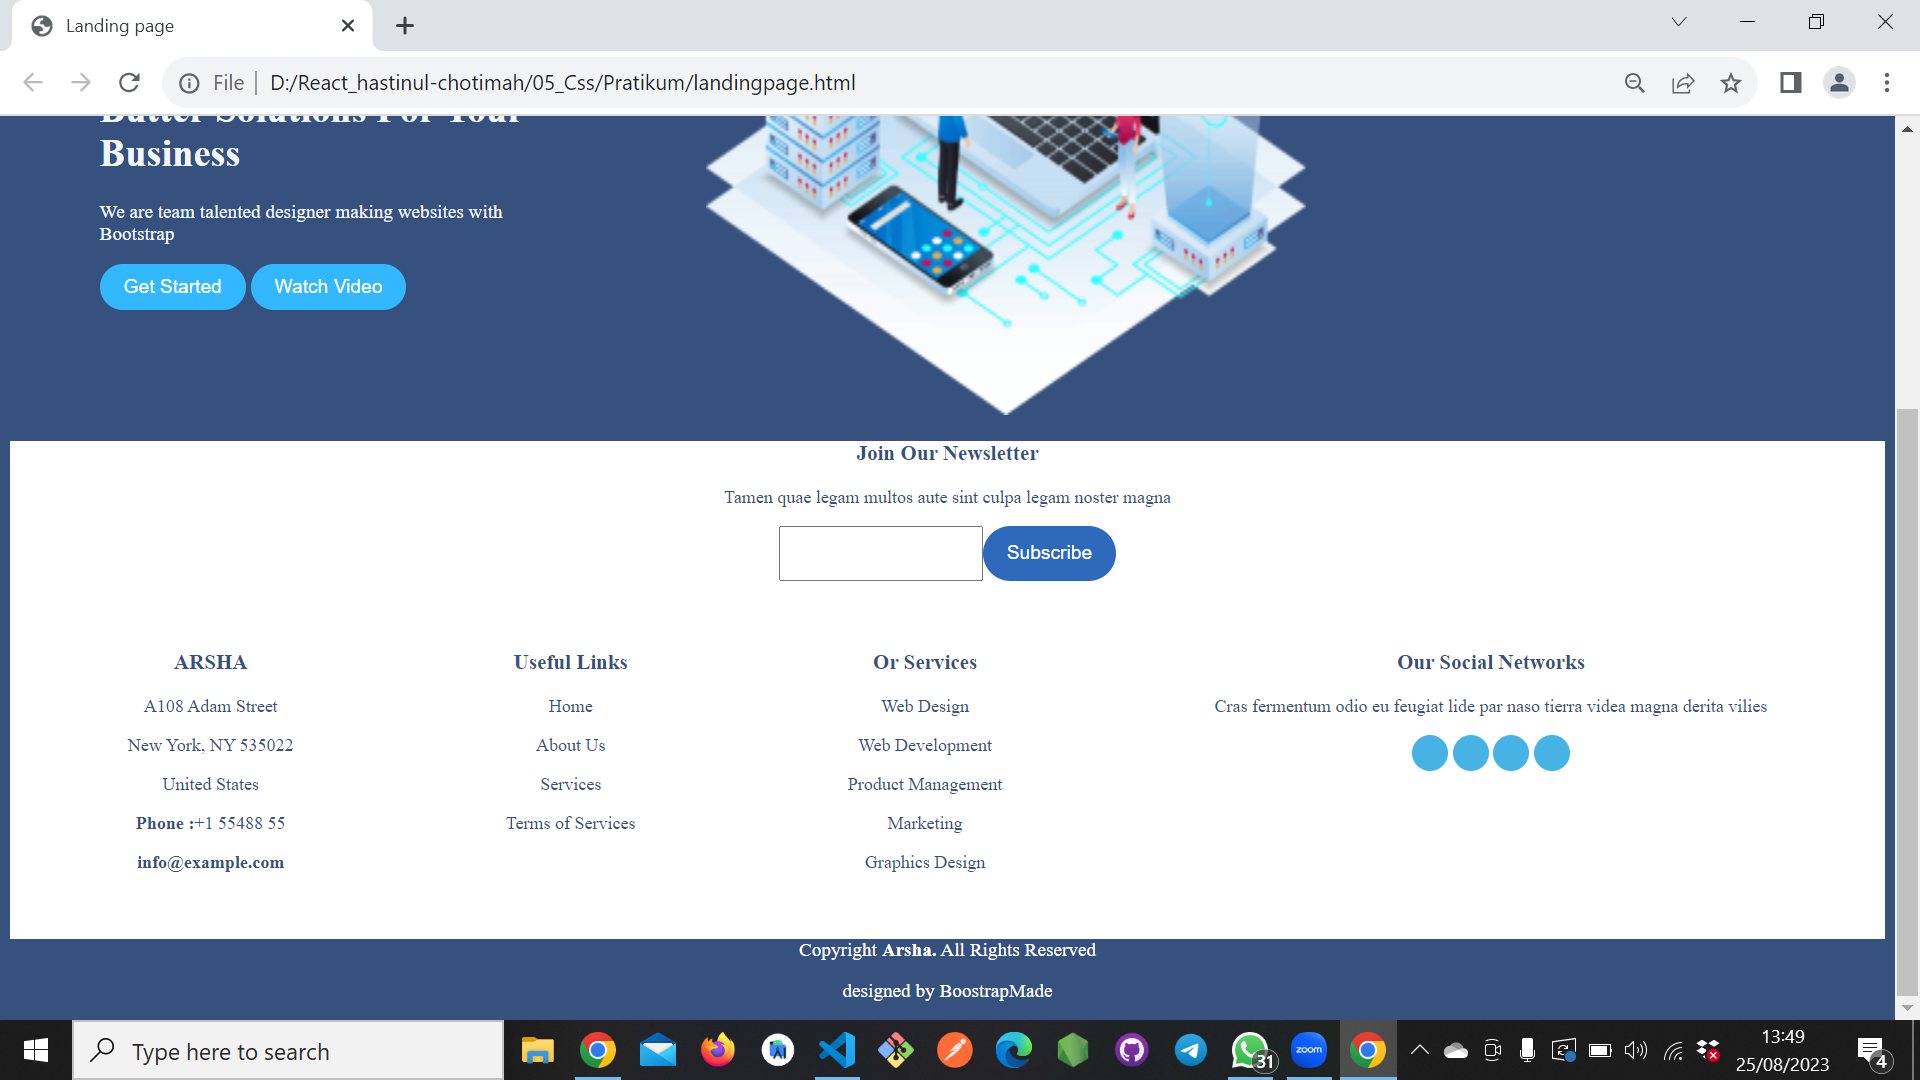 Landing page
File
D:/React_hastinul-chotimah/05_Css/Pratikum/landingpage.html
Butter Solutions For Your
Business
We are team talented designer making websites with
Bootstrap
Get Started
Watch Video
Join Our Newsletter
Tamen quae legam multos aute sint culpa legam noster magna
Subscribe
ARSHA
A108 Adam Street
New York, NY 535022
United States
Phone :+1 55488 55
info@example.com
Useful Links
Home
About Us
Services
Terms of Services
Or Services
Web Design
Web Development
Product Management
Marketing
Graphics Design
Our Social Networks
Cras fermentum odio eu feugiat lide par naso tierra videa magna derita vilies
Copyright Arsha. All Rights Reserved
designed by BoostrapMade
Type here to search
31
zoom
13:49
25/08/2023
4